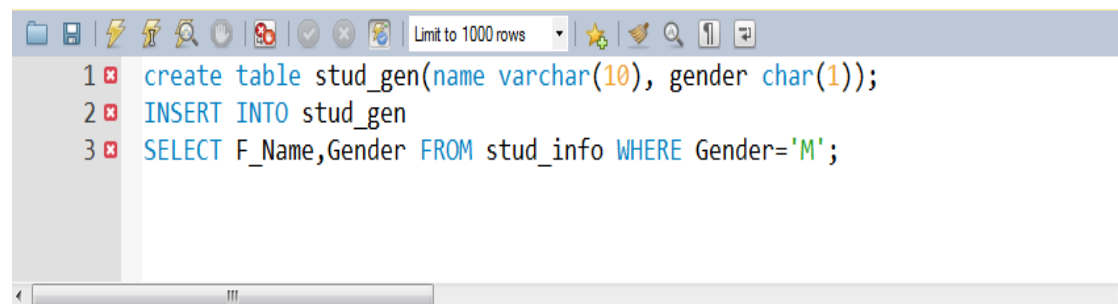 Limit to 1000 rows
1 create table stud_gen(name varchar(10), gender char(1));
2 INSERT INTO stud_gen
3 SELECT F_Name,Gender FROM stud_info WHERE Gender='M';